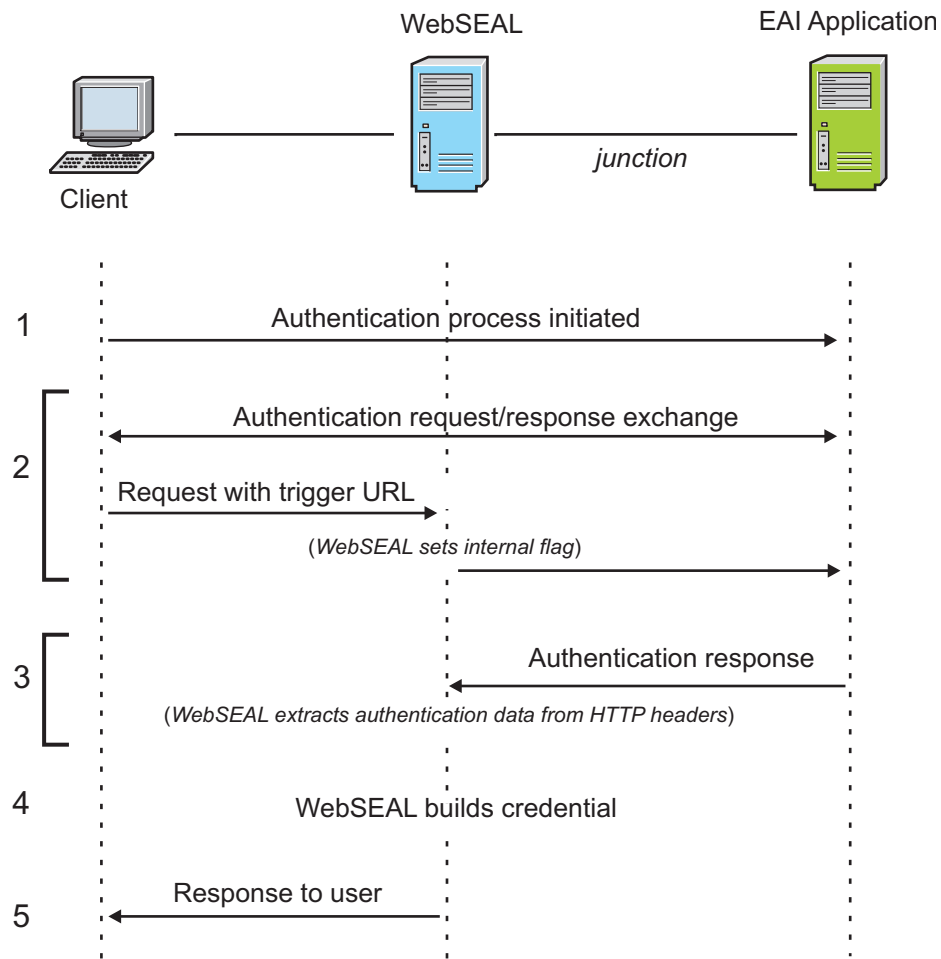 WebSEAL
EAI Application
junction
Client
1
Authentication process initiated
2
Authentication request/response exchange
Request with trigger URL
(WebSEAL sets internal flag)
3
Authentication response
(WebSEAL extracts authentication data from HTTP headers)
4
WebSEAL builds credential
5
Response to user